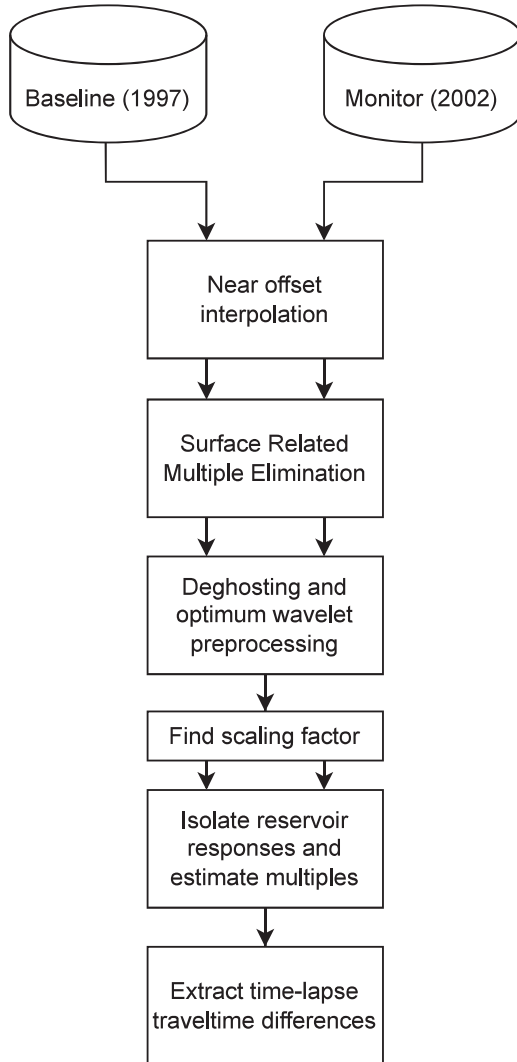 Baseline (1997)
Monitor (2002)
Near offset
interpolation
Surface Related
Multiple Elimination
Deghosting and
optimum wavelet
preprocessing
Find scaling factor
Isolate reservoir
responses and
estimate multiples
Extract time-lapse
traveltime differences